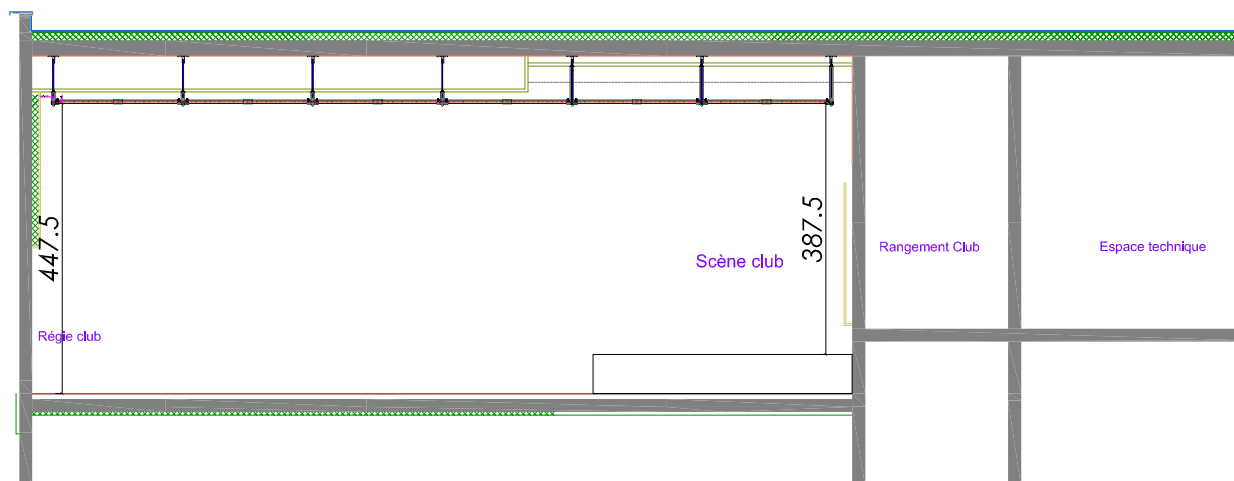 447.5
387.5
Scène club
Rangement Club
Espace technique
Régie club